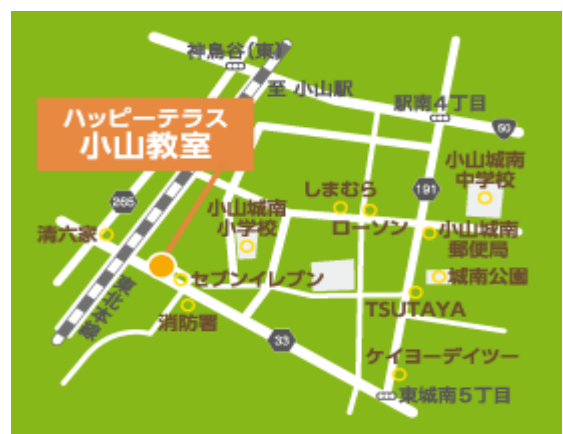 神鳥谷(東)
至 小山駅
駅南4丁目
50
ハッピーテラス
小山教室
小山城南
中学校
265
191
しまむら
小山城南
小学校
ローソン
清六家
小山城南
郵便局
セブンイレブン
城南公園
東北本線
消防署
TSUTAYA
33
ケイヨーデイツー
東城南5丁目